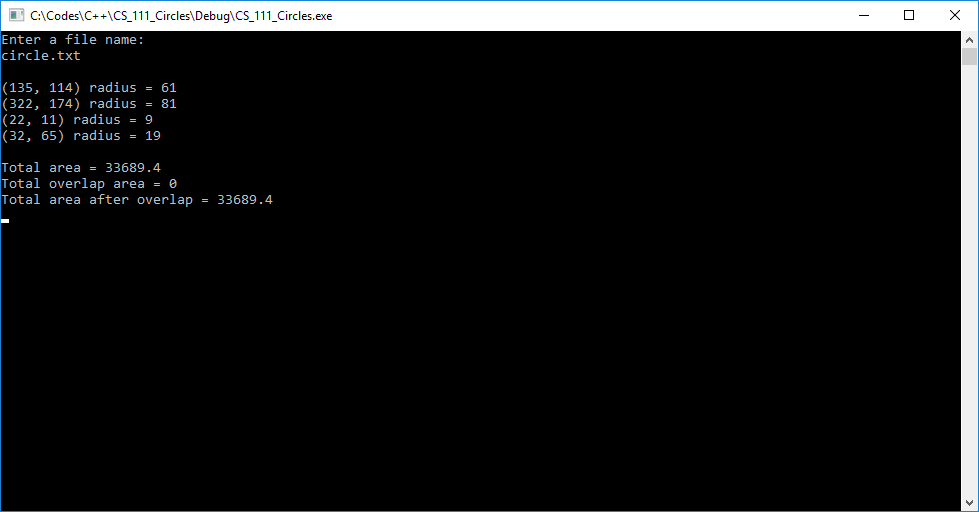 C:\Codes\C++\CS_111_Circles\Debug\CS_111_Circles.exe
Enter a file name:
circle.txt
(135, 114) radius = 61
(322, 174) radius = 81
(22, 11) radius = 9
(32, 65) radius = 19
Total area = 33689.4
Total overlap area = 0
Total area after overlap = 33689.4